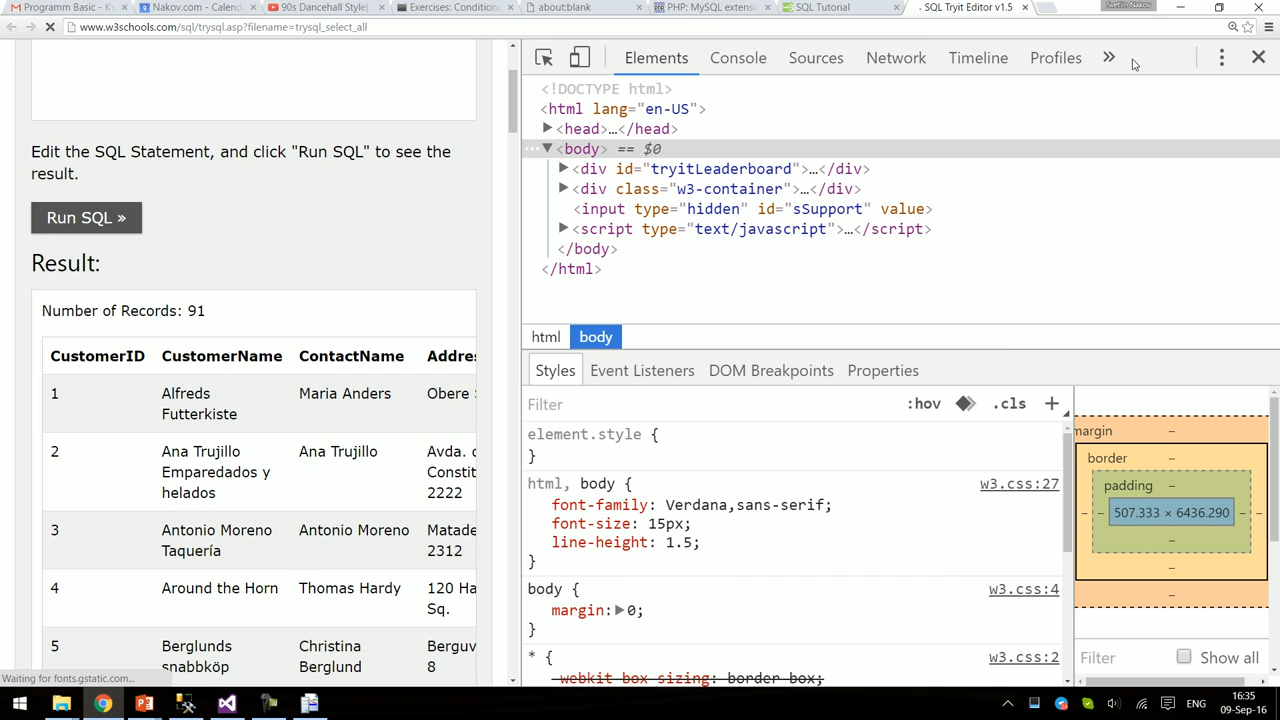 Programm Basic - K
Nakov.com - Calend
90s Dancehall Style
Exercises: Condition
about:blank
PHP: MySQL extens
SQL Tutorial
SQL Tryit Editor v1.5
Svetlin Nakov
www.w3schools.com/sql/trysql.asp?filename=trysql_select_all
Edit the SQL Statement, and click "Run SQL" to see the
result.
Run SQL »
Result:
Number of Records: 91
CustomerID CustomerName ContactName Addres
1 Alfreds Futterkiste Maria Anders Obere S
2 Ana Trujillo Emparedados y helados Ana Trujillo Avda. d Constit 2222
3 Antonio Moreno Taquería Antonio Moreno Matade 2312
4 Around the Horn Thomas Hardy 120 Ha Sq.
5 Berglunds snabbköp Christina Berglund Berguv 8
Waiting for fonts.gstatic.com...
Elements Console Sources Network Timeline Profiles »
<!DOCTYPE html>
<html lang="en-US">
<head>…</head>
<body> == $0
<div id="tryitLeaderboard">…</div>
<div class="w3-container">…</div>
<input type="hidden" id="sSupport" value>
<script type="text/javascript">…</script>
</body>
</html>
html body
Styles Event Listeners DOM Breakpoints Properties
Filter :hov .cls +
element.style {
}
html, body { w3.css:27
font-family: Verdana,sans-serif;
font-size: 15px;
line-height: 1.5;
}
body { w3.css:4
margin: 0;
}
* { w3.css:2
-webkit-box-sizing: border-box;
margin –
border –
padding
– – 507.333 × 6436.290 – –
–
–
–
Filter Show all
ENG
16:35
09-Sep-16